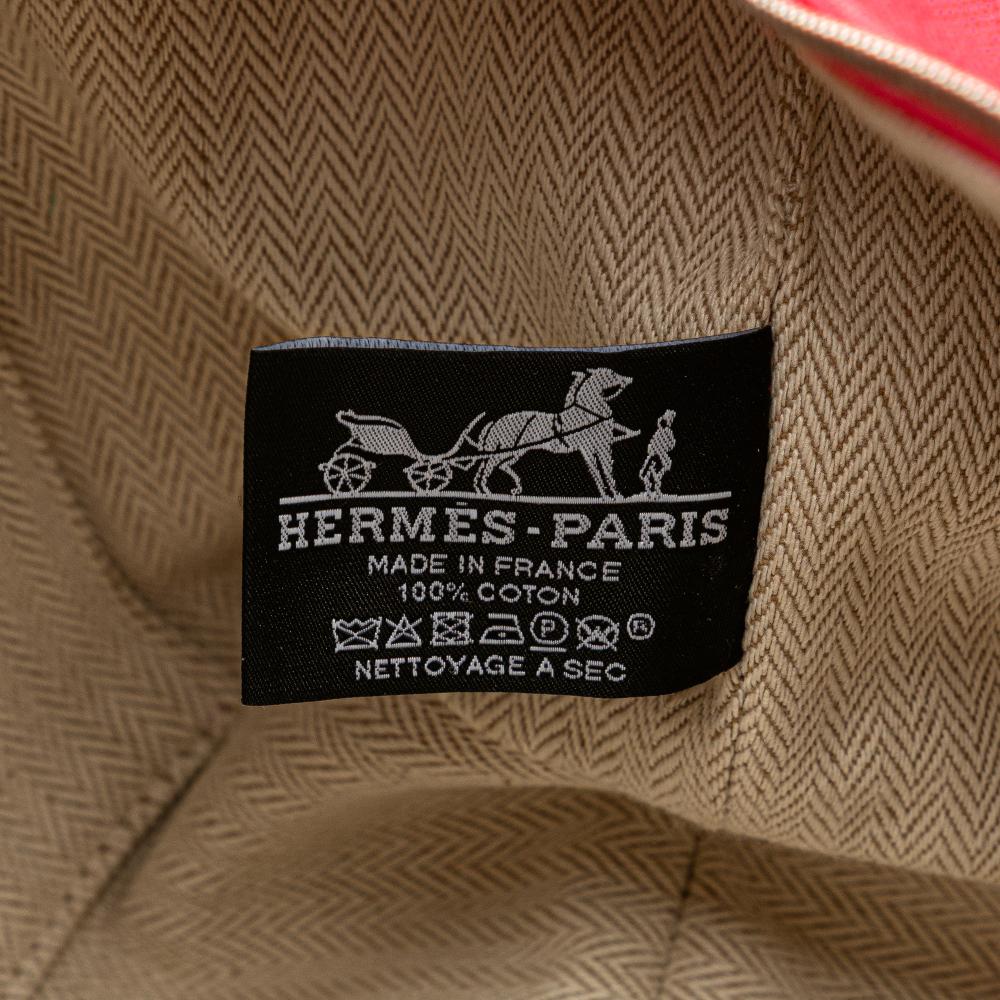 HERMÈS-PARIS
MADE IN FRANCE
100% COTON
P ®
NETTOYAGE A SEC